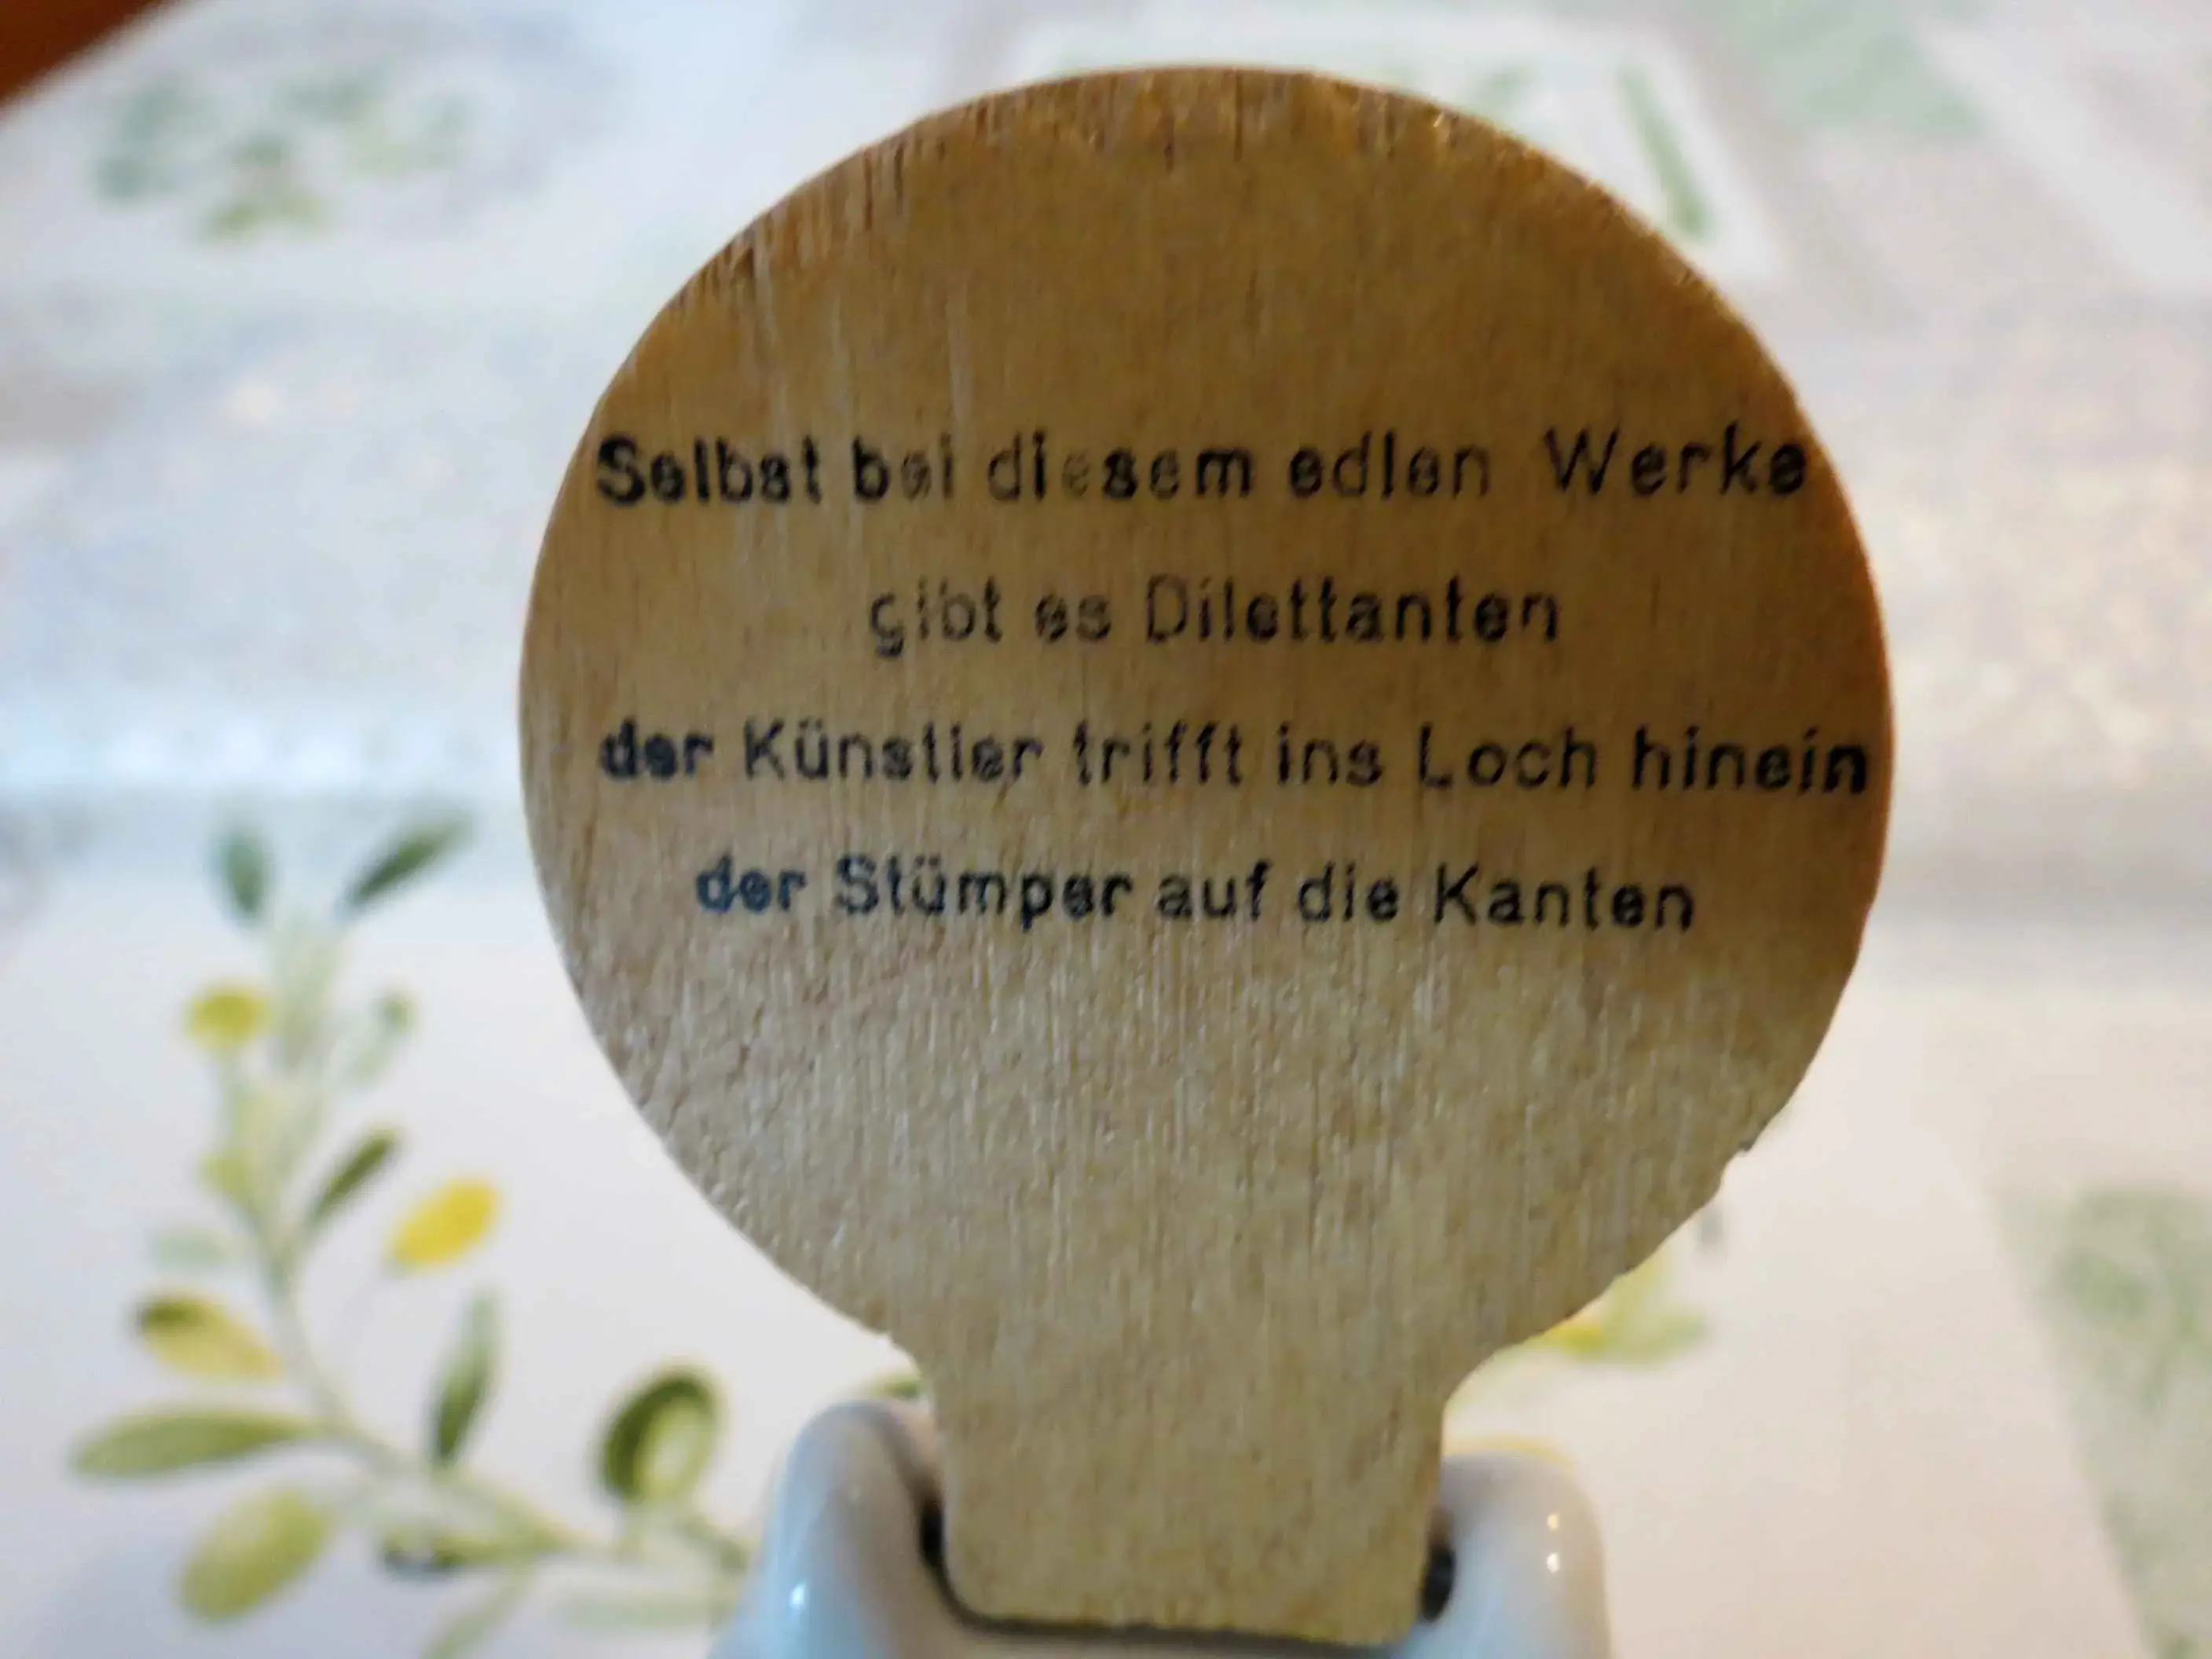 Selbst bei diesem edlen Werke
gibt es Dilettanten
der Künstler trifft ins Loch hinein
der Stümper auf die Kanten